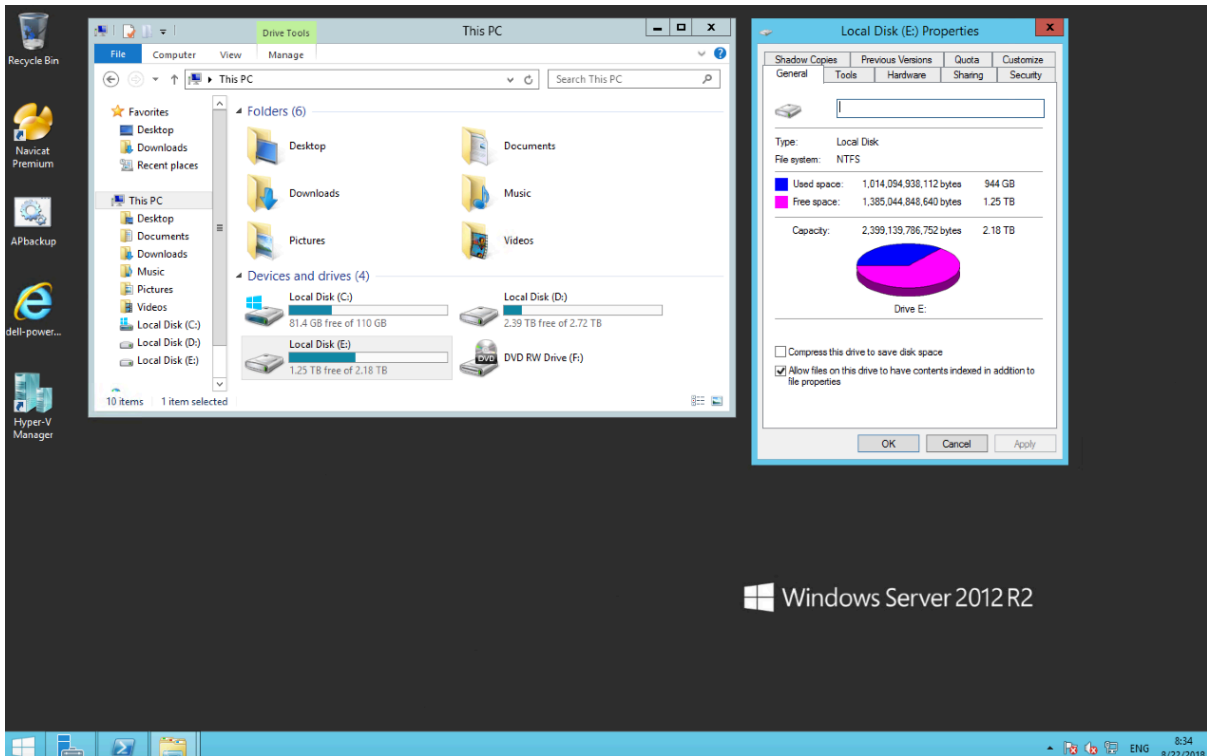 Recycle Bin
Navicat
Premium
APbackup
dell-power...
Hyper-V
Manager
Drive Tools
This PC
File
Computer
View
Manage
This PC
Search This PC
Favorites
Desktop
Downloads
Recent places
This PC
Desktop
Documents
Downloads
Music
Pictures
Videos
Local Disk (C:)
Local Disk (D:)
Local Disk (E:)
Folders (6)
Desktop
Documents
Downloads
Music
Pictures
Videos
Devices and drives (4)
Local Disk (C:)
81.4 GB free of 110 GB
Local Disk (D:)
2.39 TB free of 2.72 TB
Local Disk (E:)
1.25 TB free of 2.18 TB
DVD
DVD RW Drive (F:)
10 items
1 item selected
Local Disk (E:) Properties
Shadow Copies
Previous Versions
Quota
Customize
General
Tools
Hardware
Sharing
Security
Type: Local Disk
File system: NTFS
Used space: 1,014,094,938,112 bytes 944 GB
Free space: 1,385,044,848,640 bytes 1.25 TB
Capacity: 2,399,139,786,752 bytes 2.18 TB
Drive E:
Compress this drive to save disk space
Allow files on this drive to have contents indexed in addition to
file properties
OK
Cancel
Apply
Windows Server 2012 R2
ENG
8:34
8/22/2018